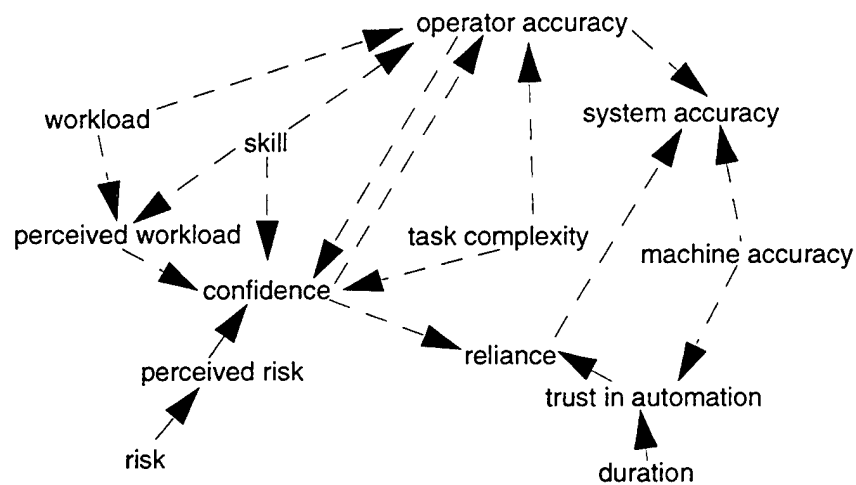 operator accuracy
workload
system accuracy
skill
perceived workload
task complexity
machine accuracy
confidence
reliance
perceived risk
trust in automation
risk
duration